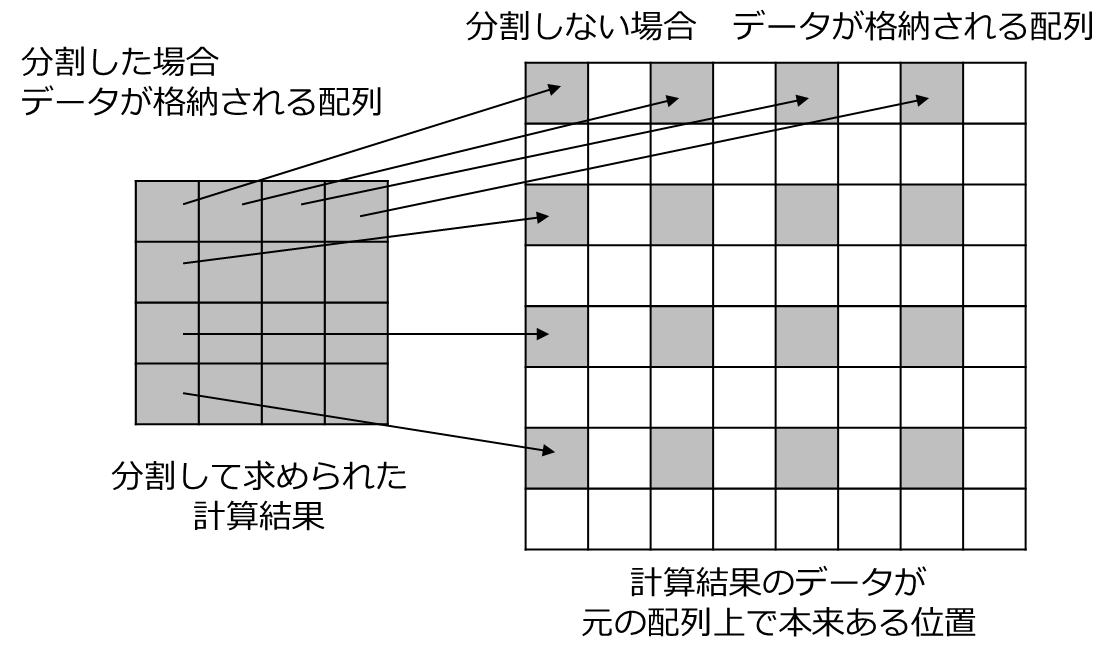 分割しない場合　データが格納される配列
分割した場合
データが格納される配列
分割して求められた
計算結果
計算結果のデータが
元の配列上で本来ある位置